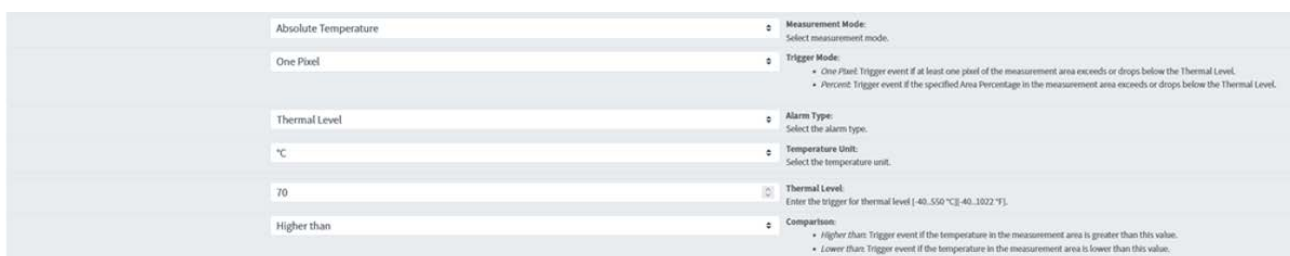 Absolute Temperature
Measurement Mode:
Select measurement mode.
One Pixel
Trigger Mode:
• One Pixel: Trigger event if at least one pixel of the measurement area exceeds or drops below the Thermal Level.
• Percent: Trigger event if the specified Area Percentage in the measurement area exceeds or drops below the Thermal Level.
Thermal Level
Alarm Type:
Select the alarm type.
°C
Temperature Unit:
Select the temperature unit.
70
Thermal Level:
Enter the trigger for thermal level [-40..550 °C][-40..1022 °F].
Higher than
Comparison:
• Higher than: Trigger event if the temperature in the measurement area is greater than this value.
• Lower than: Trigger event if the temperature in the measurement area is lower than this value.